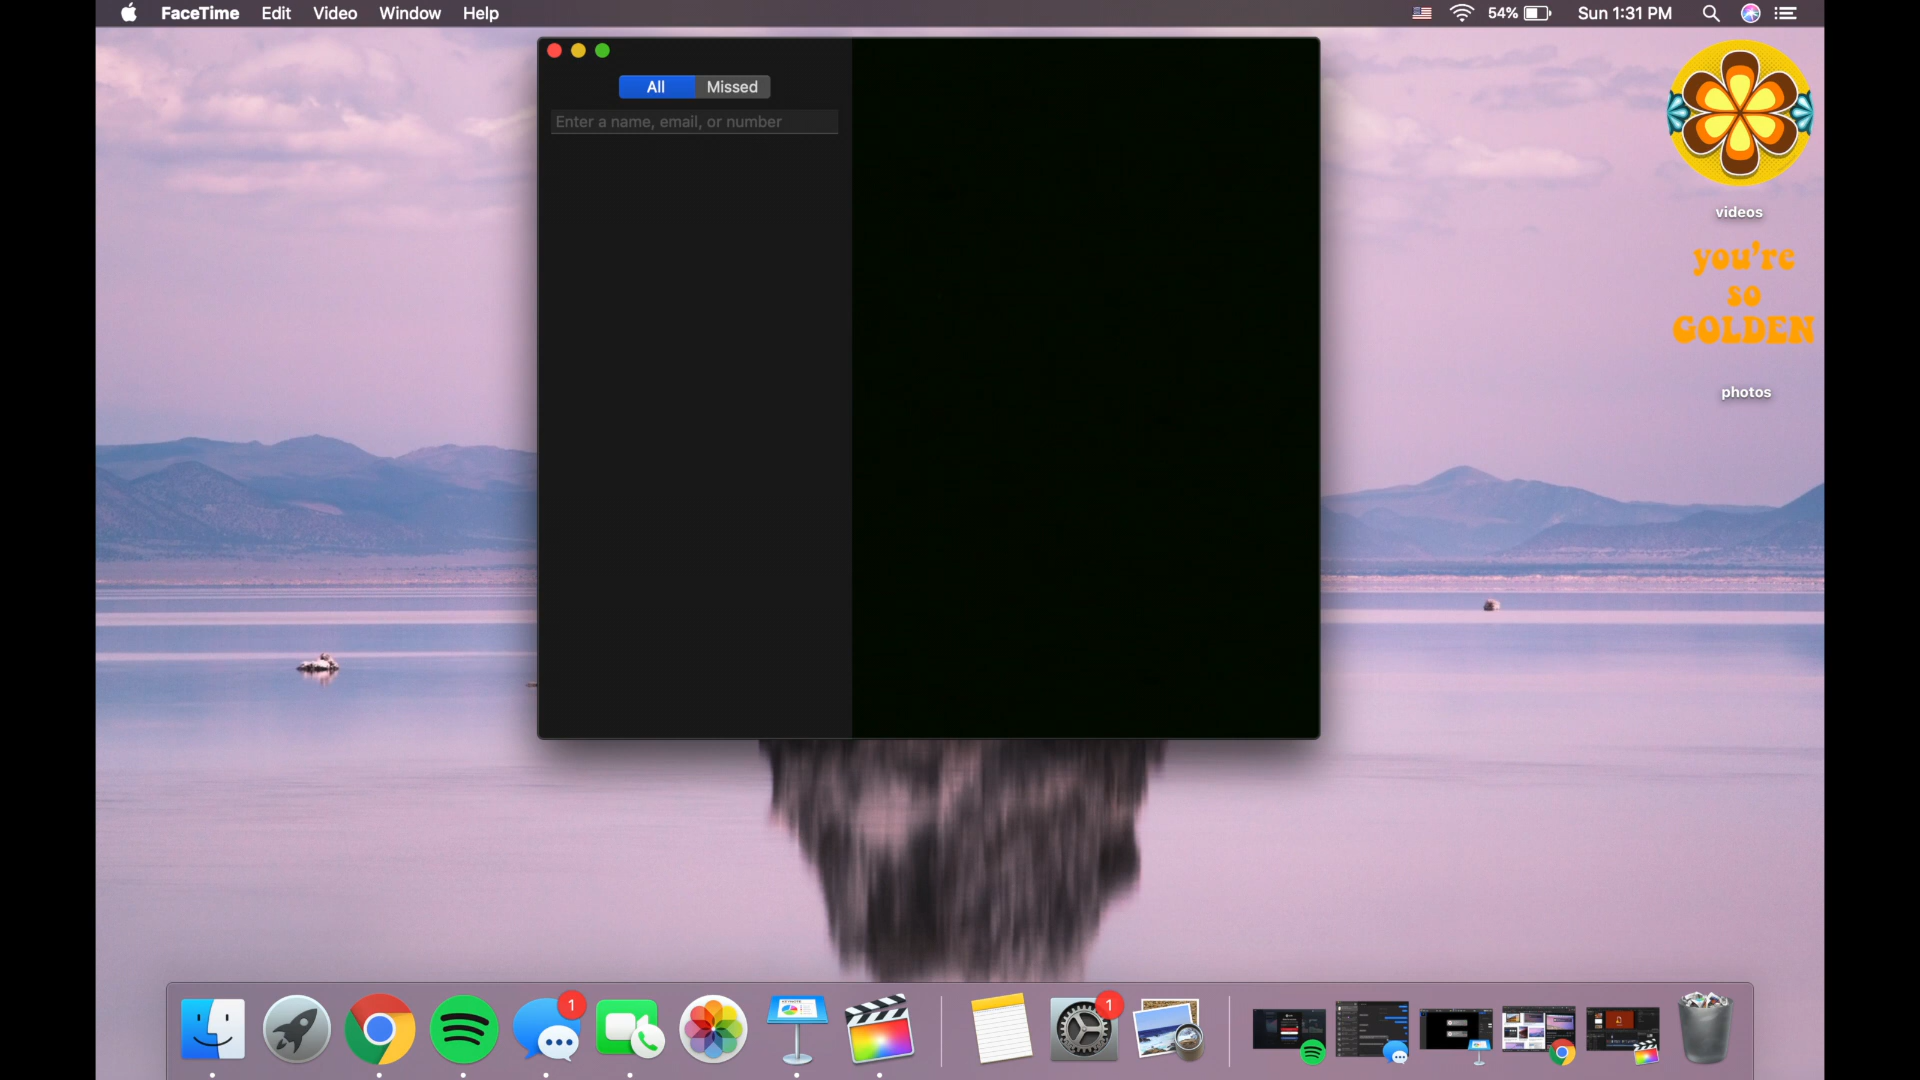 FaceTime Edit Video Window Help
54% Sun 1:31 PM
All Missed
Enter a name, email, or number
videos
you're
so
GOLDEN
photos
1
KEYNOTE
1